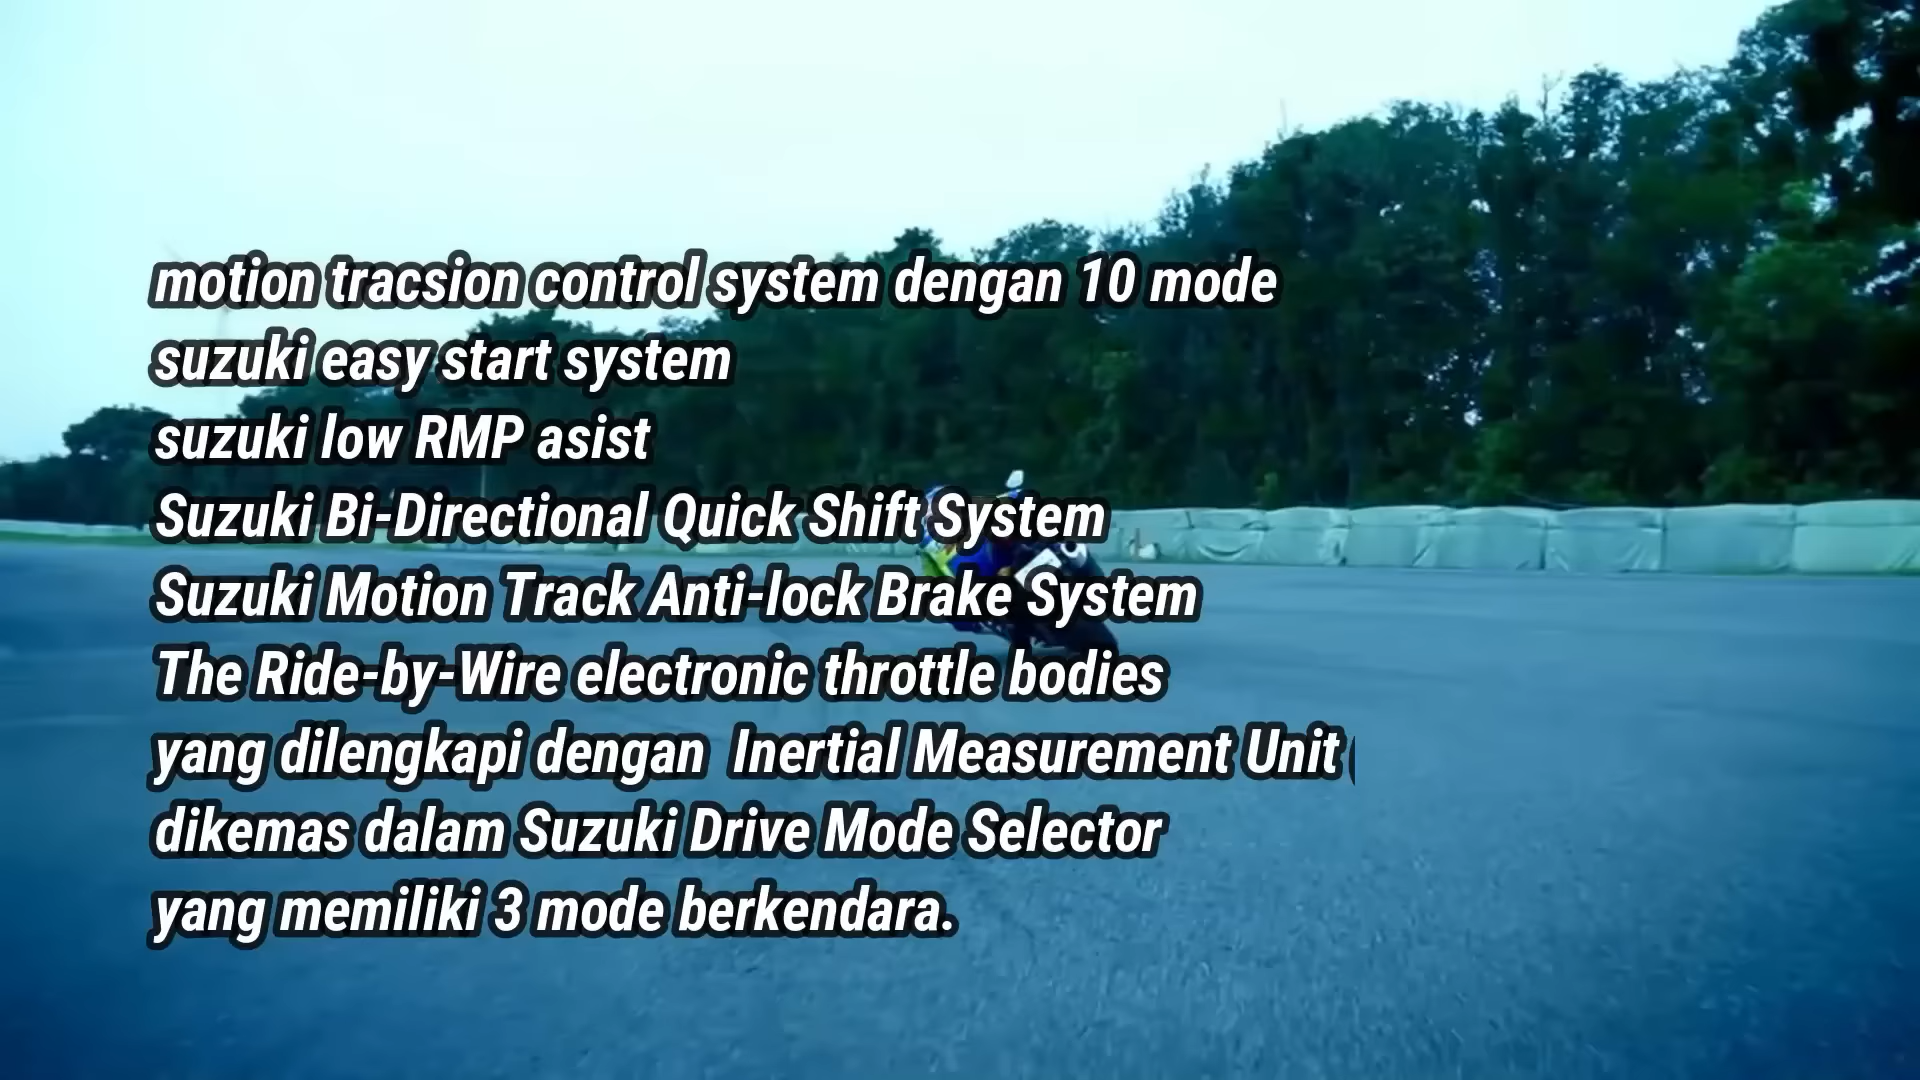 motion tracsion control system dengan 10 mode
suzuki easy start system
suzuki low RMP asist
Suzuki Bi-Directional Quick Shift System
Suzuki Motion Track Anti-lock Brake System
The Ride-by-Wire electronic throttle bodies
yang dilengkapi dengan  Inertial Measurement Unit
dikemas dalam Suzuki Drive Mode Selector
yang memiliki 3 mode berkendara.